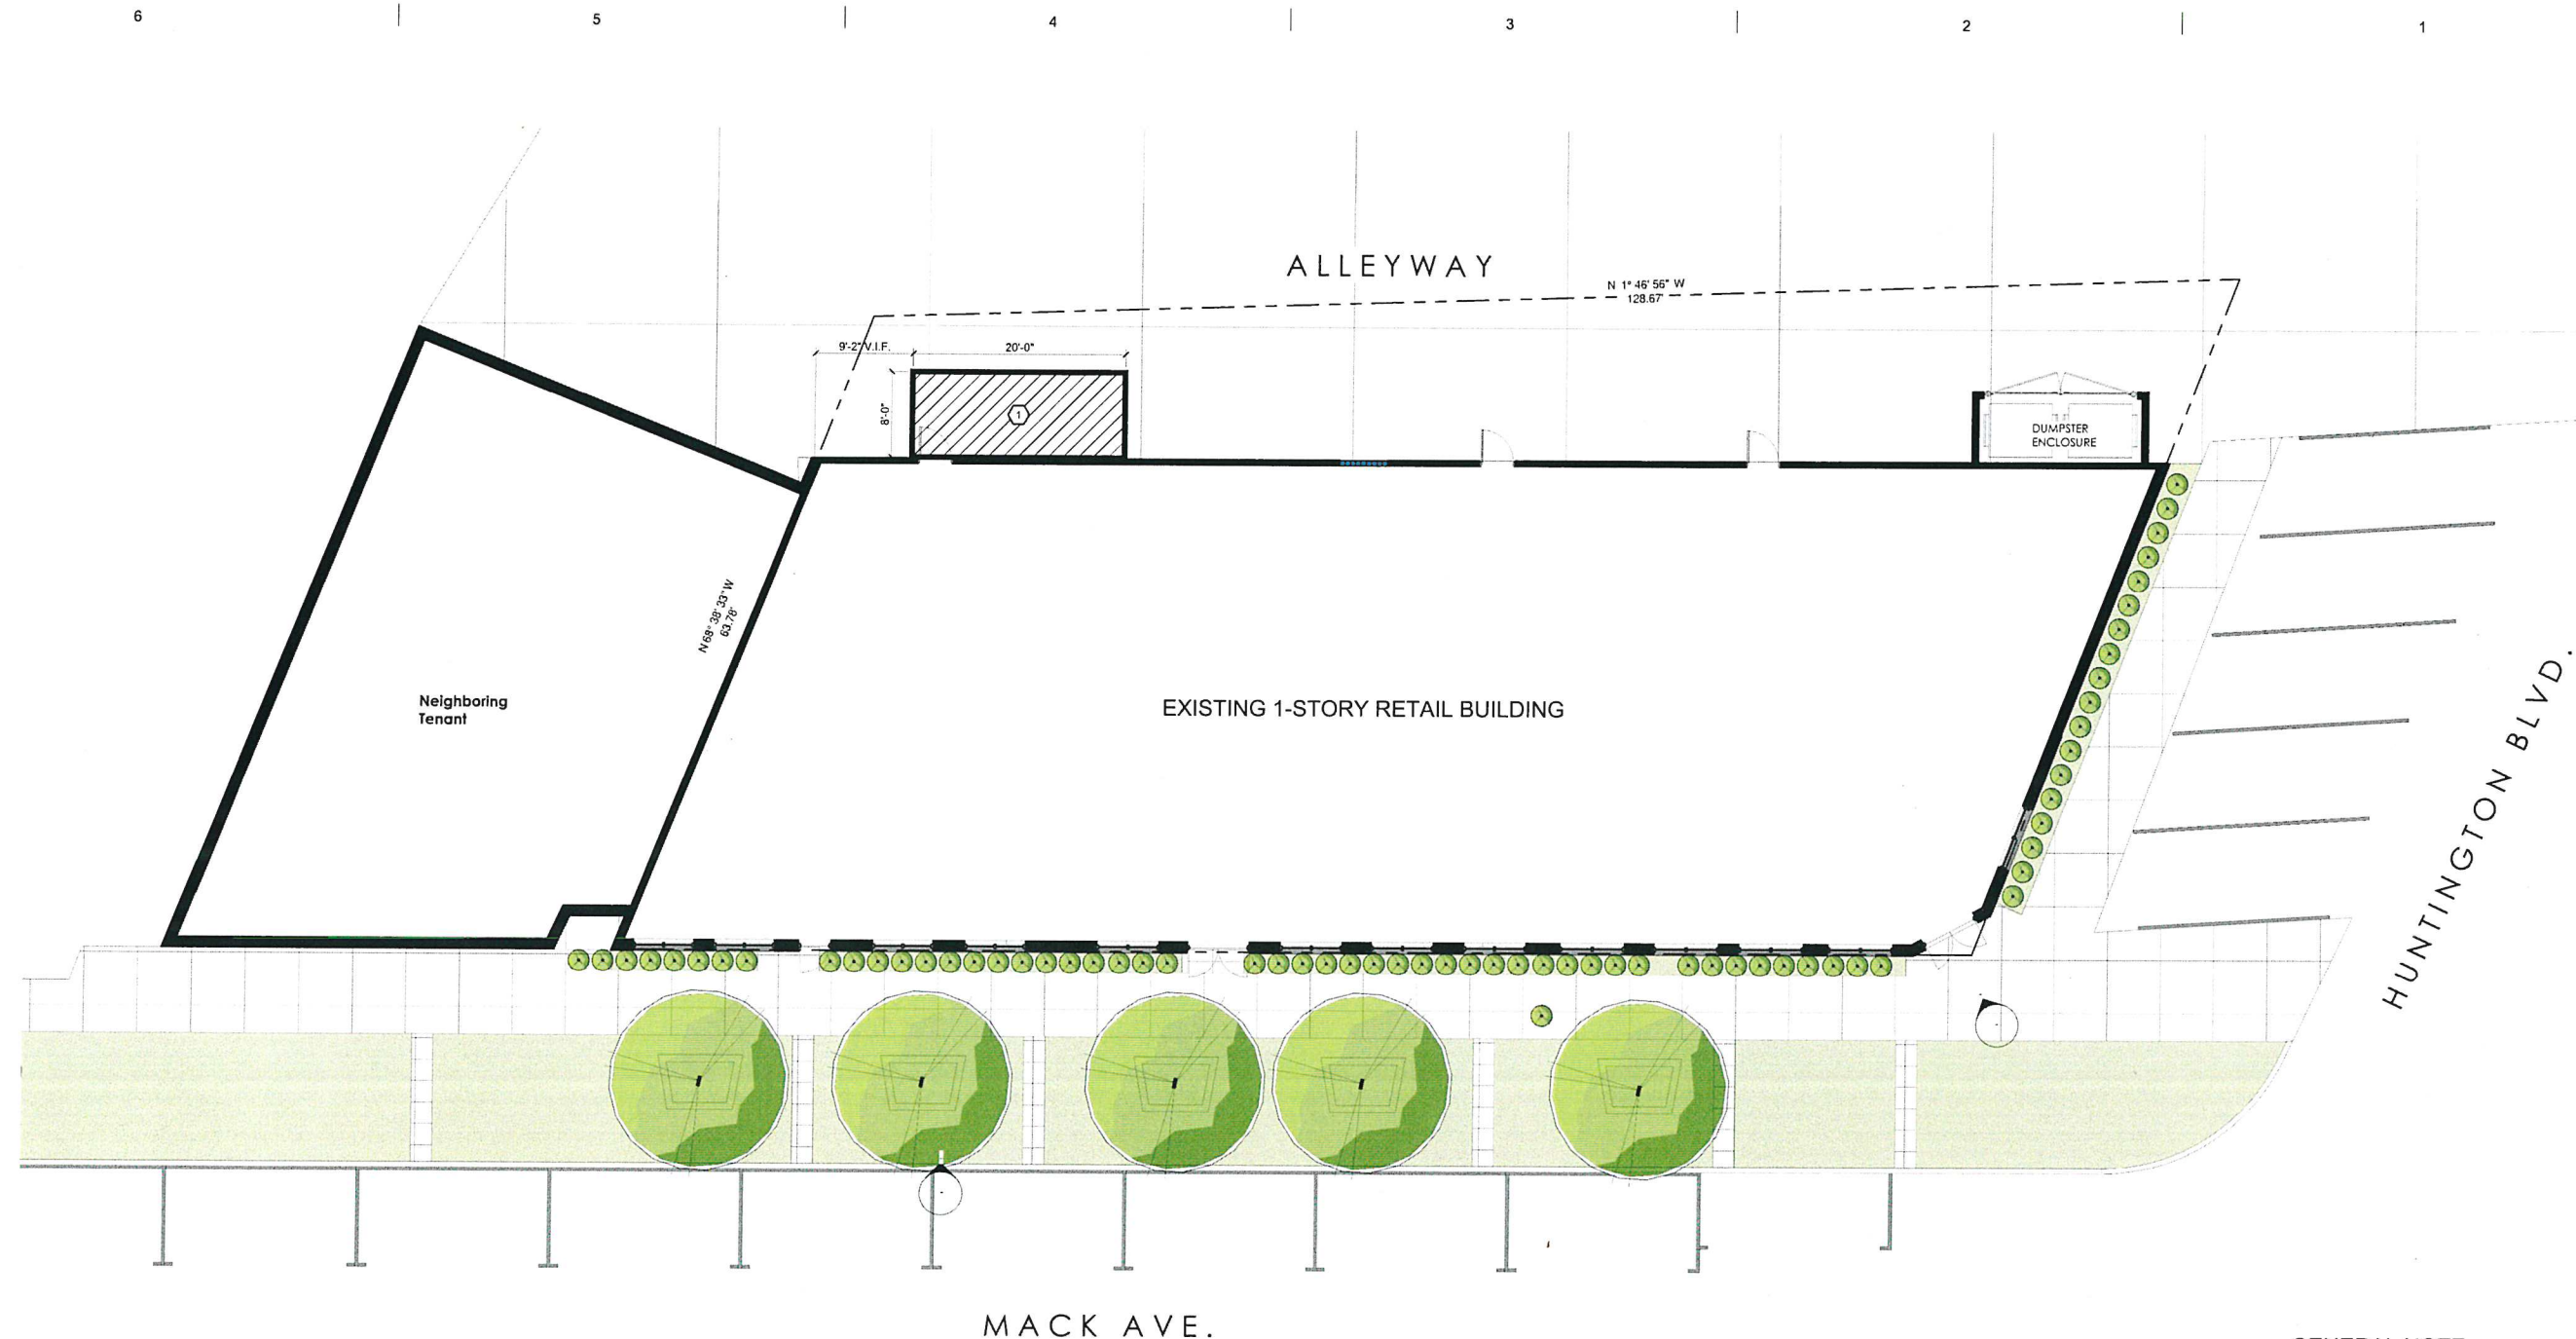 6 5 4 3 2 1
ALLEYWAY
N 1° 46' 56" W
128.67'
9'-2" V.I.F.
20'-0"
8'-0"
1
DUMPSTER
ENCLOSURE
N 68° 38' 33" W
63.78'
Neighboring
Tenant
EXISTING 1-STORY RETAIL BUILDING
HUNTINGTON BLVD.
MACK AVE.